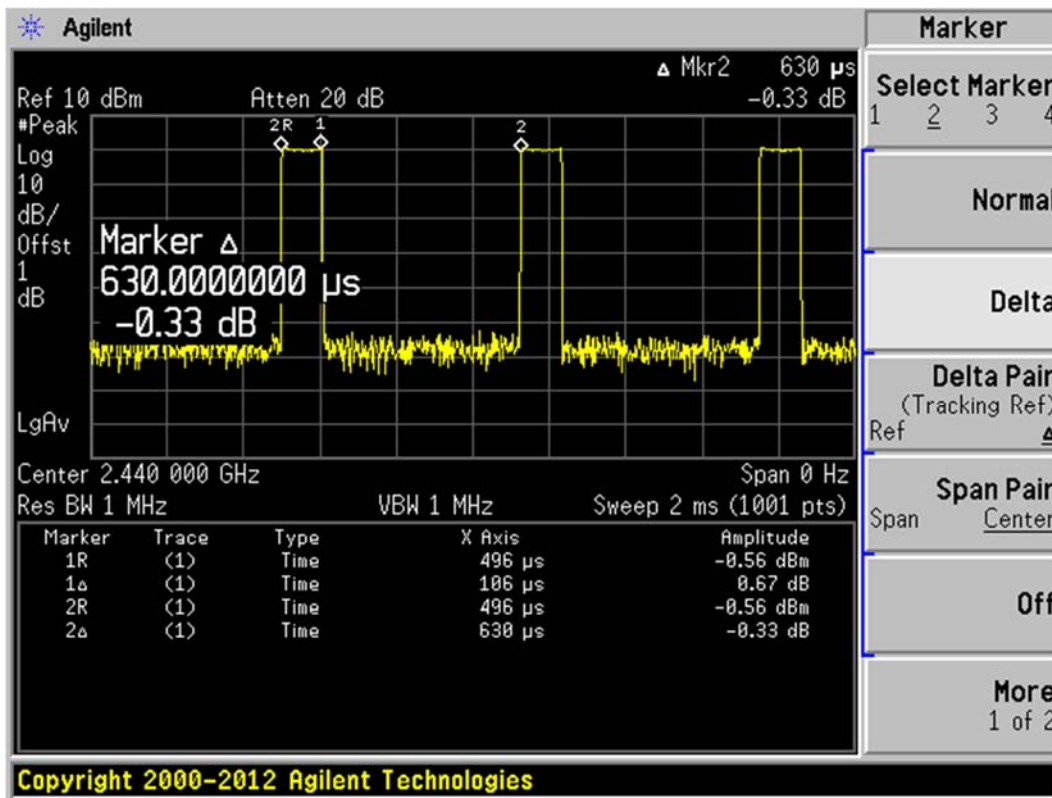 Agilent
Marker
Δ Mkr2 630 µs
Ref 10 dBm Atten 20 dB -0.33 dB
#Peak
Log
10
dB/
Offst
1
dB
LgAv
2R 1 2
Marker Δ
630.0000000 µs
-0.33 dB
Center 2.440 000 GHz Span 0 Hz
Res BW 1 MHz VBW 1 MHz Sweep 2 ms (1001 pts)
Marker Trace Type X Axis Amplitude
1R (1) Time 496 µs -0.56 dBm
1Δ (1) Time 106 µs 0.67 dB
2R (1) Time 496 µs -0.56 dBm
2Δ (1) Time 630 µs -0.33 dB
Select Marker
1 2 3 4
Normal
Delta
Delta Pair
(Tracking Ref)
Ref Δ
Span Pair
Span Center
Off
More
1 of 2
Copyright 2000-2012 Agilent Technologies